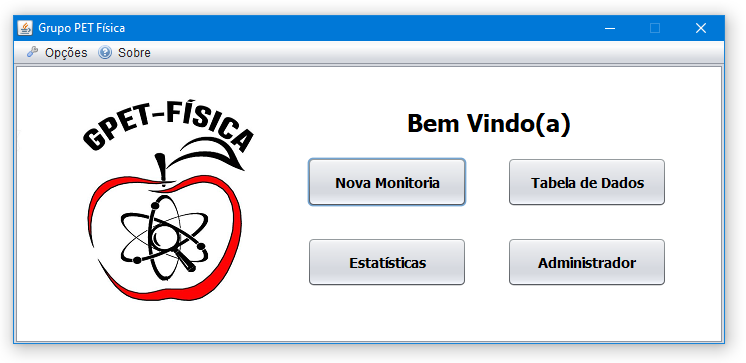 Grupo PET Física
Opções Sobre
GPET-FÍSICA
Bem Vindo(a)
Nova Monitoria Tabela de Dados
Estatísticas Administrador